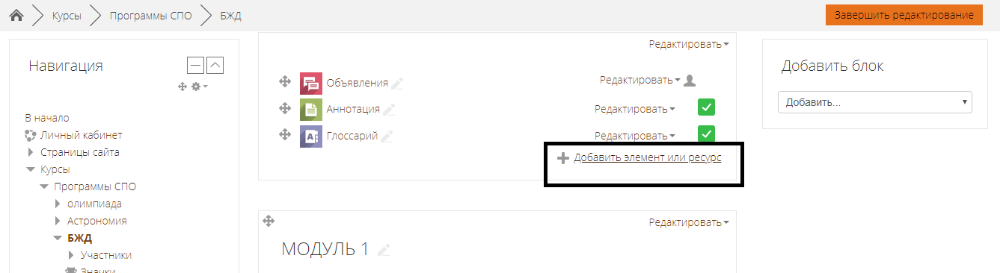 Курсы Программы СПО БЖД Завершить редактирование
Навигация
В начало
Личный кабинет
Страницы сайта
Курсы
Программы СПО
олимпиада
Астрономия
БЖД
Участники
Значки
Редактировать
Объявления Редактировать
Аннотация Редактировать
Глоссарий Редактировать
Добавить элемент или ресурс
Редактировать
МОДУЛЬ 1
Добавить блок
Добавить...